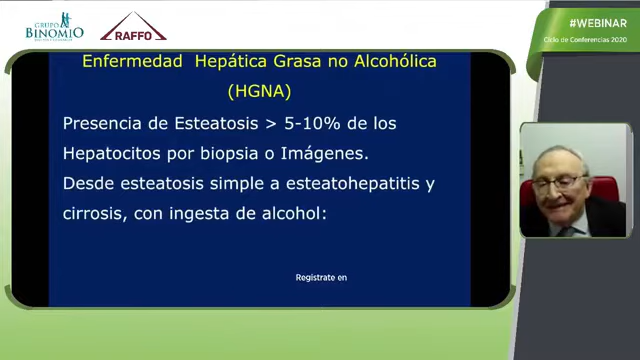 GRUPO
BINOMIO
RAFFO
#WEBINAR
Ciclo de Conferencias 2020
Enfermedad Hepática Grasa no Alcohólica
(HGNA)
Presencia de Esteatosis > 5-10% de los
Hepatocitos por biopsia o Imágenes.
Desde esteatosis simple a esteatohepatitis y
cirrosis, con ingesta de alcohol:
Registrate en